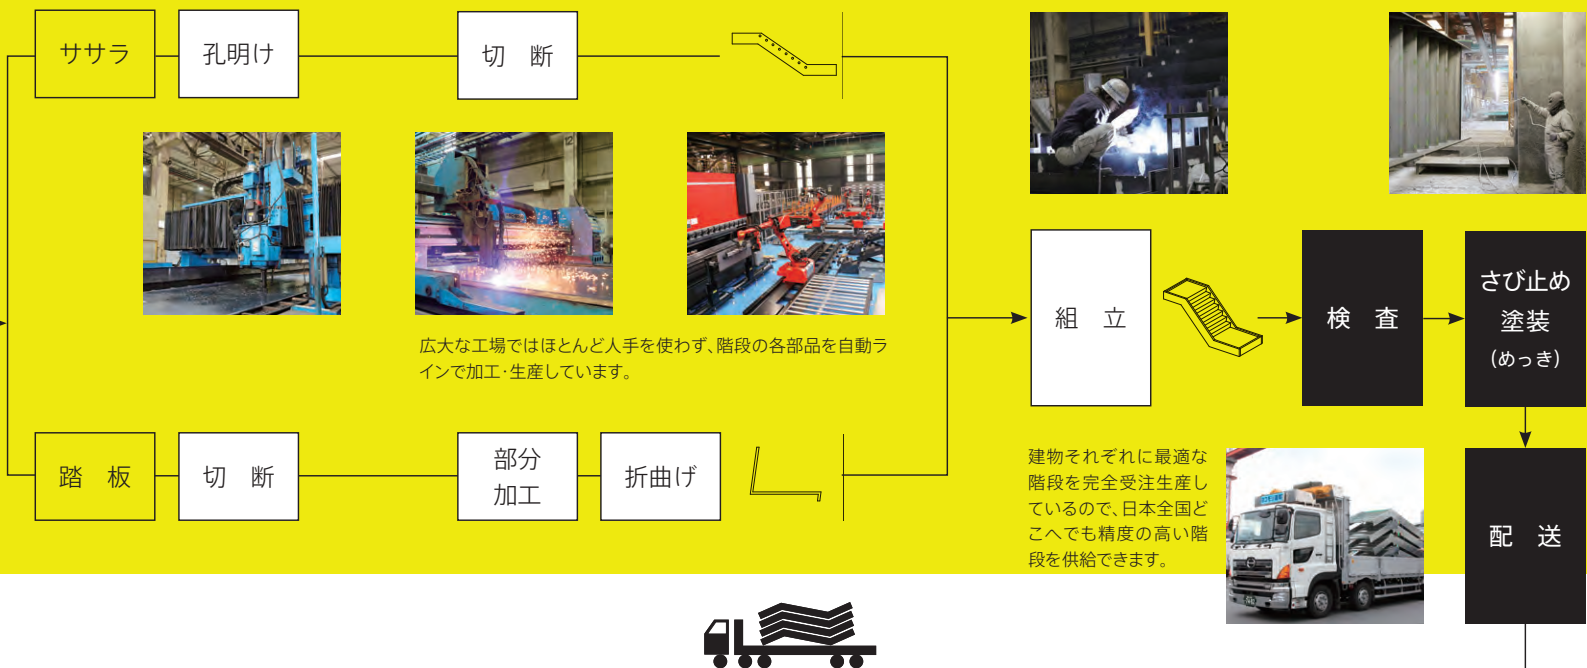 ササラ
孔明け
切　断
広大な工場ではほとんど人手を使わず、階段の各部品を自動ラ
インで加工・生産しています。
踏　板
切　断
部分
加工
折曲げ
組　立
検　査
さび止め
塗装
（めっき）
建物それぞれに最適な
階段を完全受注生産し
ているので、日本全国ど
こへでも精度の高い階
段を供給できます。
配　送